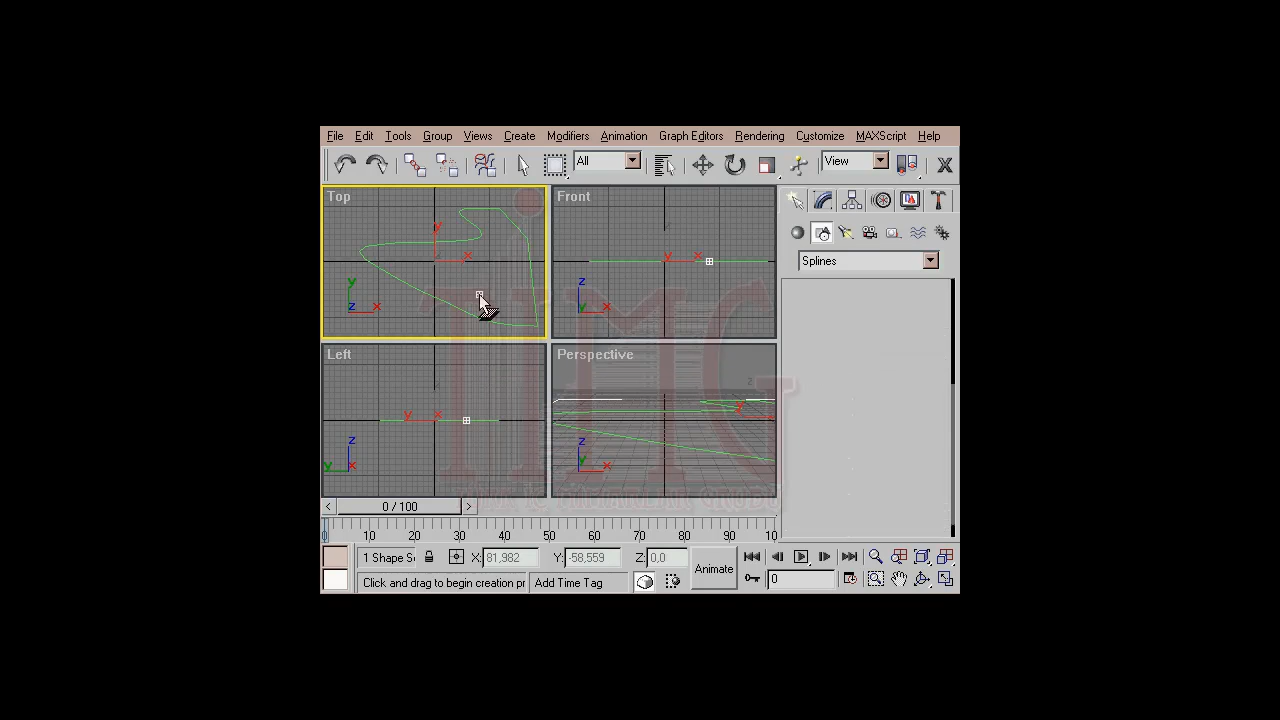 File Edit Tools Group Views Create Modifiers Animation Graph Editors Rendering Customize MAXScript Help
All View
Top Front
y x y x
y z x z y x
Splines
Left Perspective
z
y x y
z z
y x y x
TIMG
< 0 / 100 >
0 10 20 30 40 50 60 70 80 90 10
1 Shape S X: 81,982 Y: -58,559 Z: 0,0 Animate 0
Click and drag to begin creation pr Add Time Tag